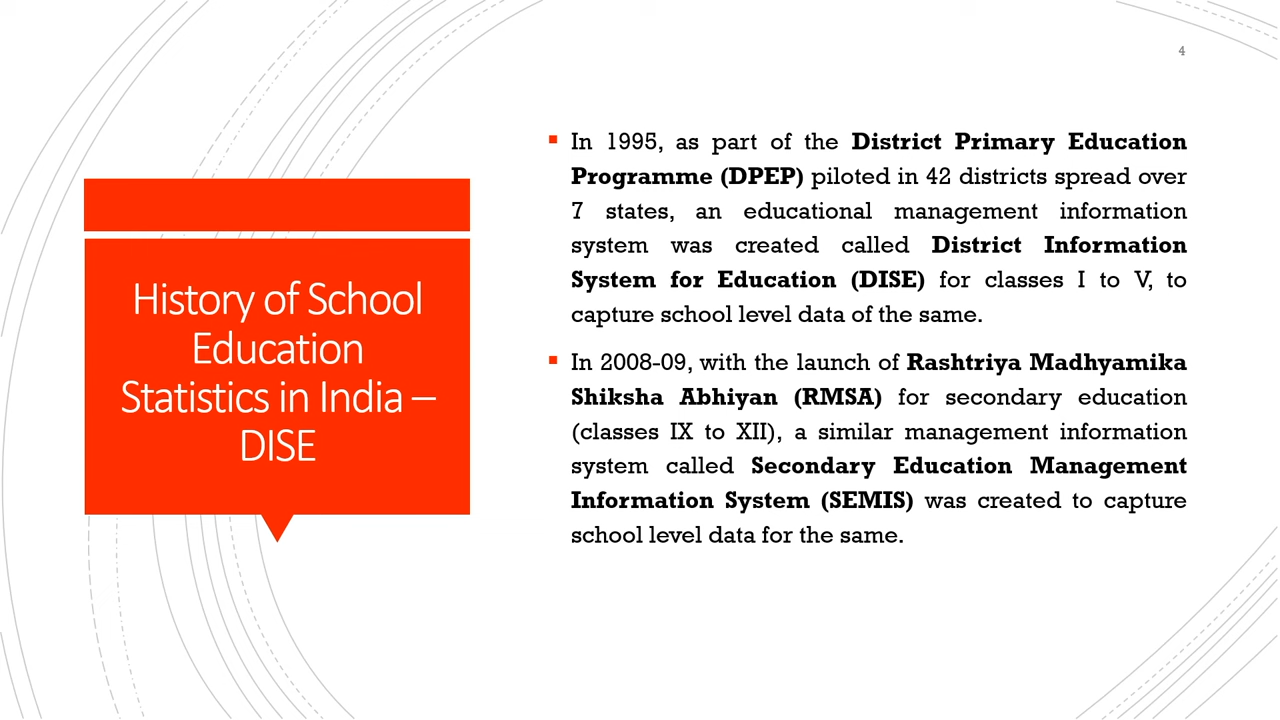 4
History of School
Education
Statistics in India –
DISE
▪ In 1995, as part of the District Primary Education
Programme (DPEP) piloted in 42 districts spread over
7 states, an educational management information
system was created called District Information
System for Education (DISE) for classes I to V, to
capture school level data of the same.
▪ In 2008-09, with the launch of Rashtriya Madhyamika
Shiksha Abhiyan (RMSA) for secondary education
(classes IX to XII), a similar management information
system called Secondary Education Management
Information System (SEMIS) was created to capture
school level data for the same.